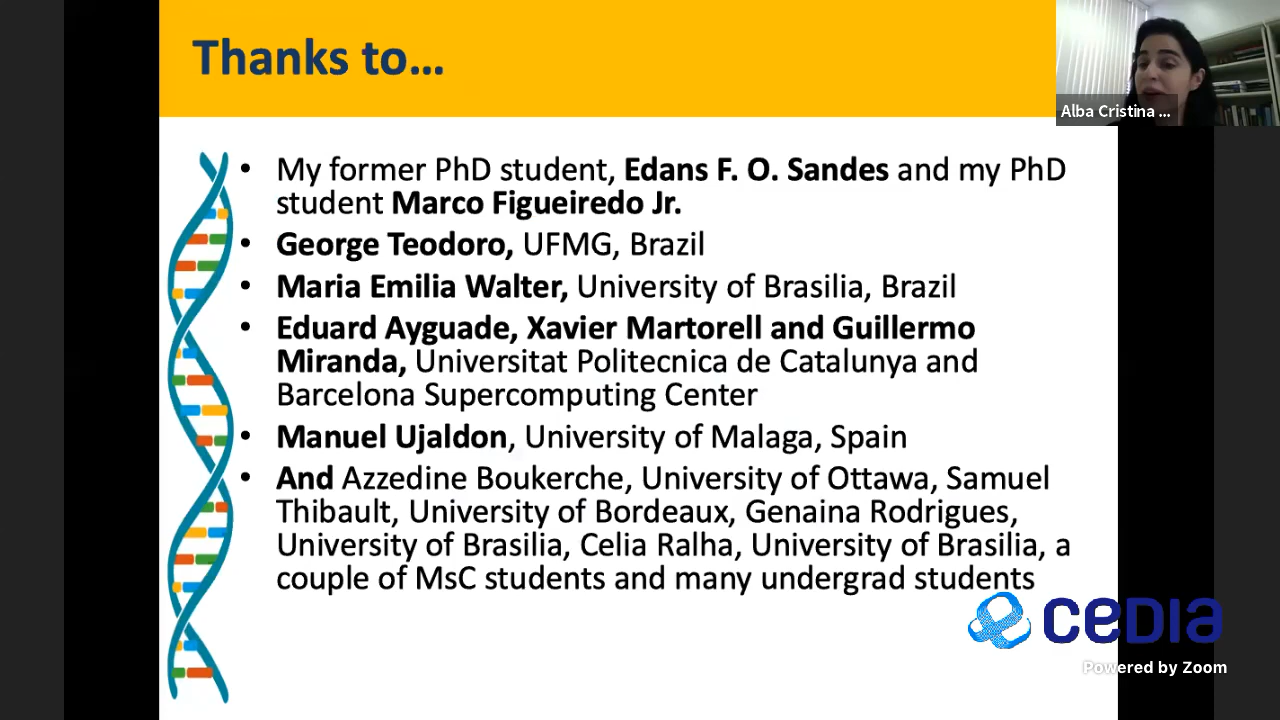 Thanks to...
Alba Cristina ...
• My former PhD student, Edans F. O. Sandes and my PhD
student Marco Figueiredo Jr.
• George Teodoro, UFMG, Brazil
• Maria Emilia Walter, University of Brasilia, Brazil
• Eduard Ayguade, Xavier Martorell and Guillermo
Miranda, Universitat Politecnica de Catalunya and
Barcelona Supercomputing Center
• Manuel Ujaldon, University of Malaga, Spain
• And Azzedine Boukerche, University of Ottawa, Samuel
Thibault, University of Bordeaux, Genaina Rodrigues,
University of Brasilia, Celia Ralha, University of Brasilia, a
couple of MsC students and many undergrad students
CEDIA
Powered by Zoom